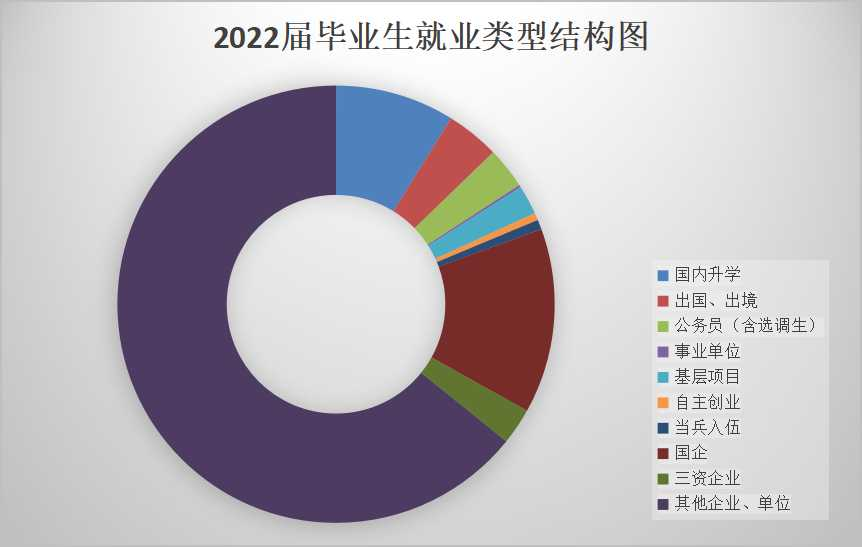 2022届毕业生就业类型结构图
国内升学
出国、出境
公务员（含选调生）
事业单位
基层项目
自主创业
当兵入伍
国企
三资企业
其他企业、单位